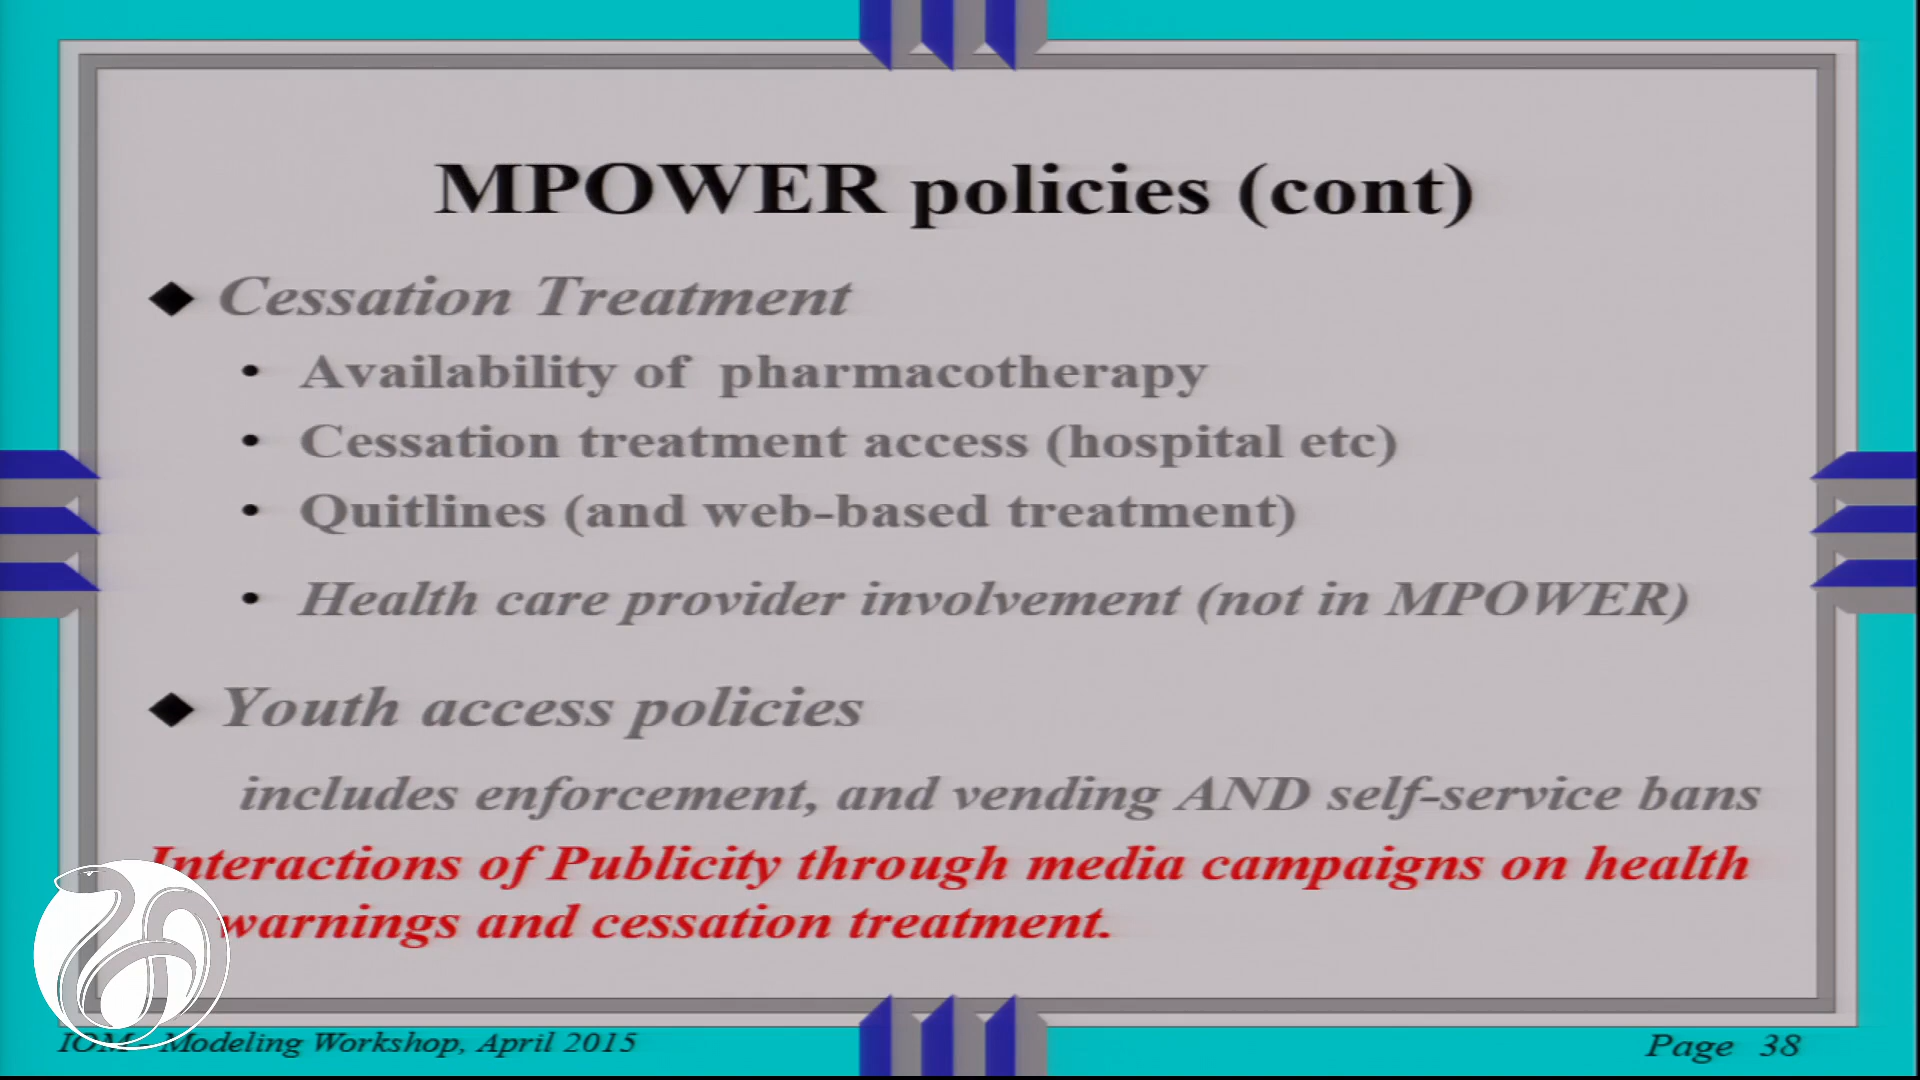 MPOWER policies (cont)
◆ Cessation Treatment
• Availability of pharmacotherapy
• Cessation treatment access (hospital etc)
• Quitlines (and web-based treatment)
• Health care provider involvement (not in MPOWER)
◆ Youth access policies
includes enforcement, and vending AND self-service bans
Interactions of Publicity through media campaigns on health
warnings and cessation treatment.
IOM - Modeling Workshop, April 2015
Page 38